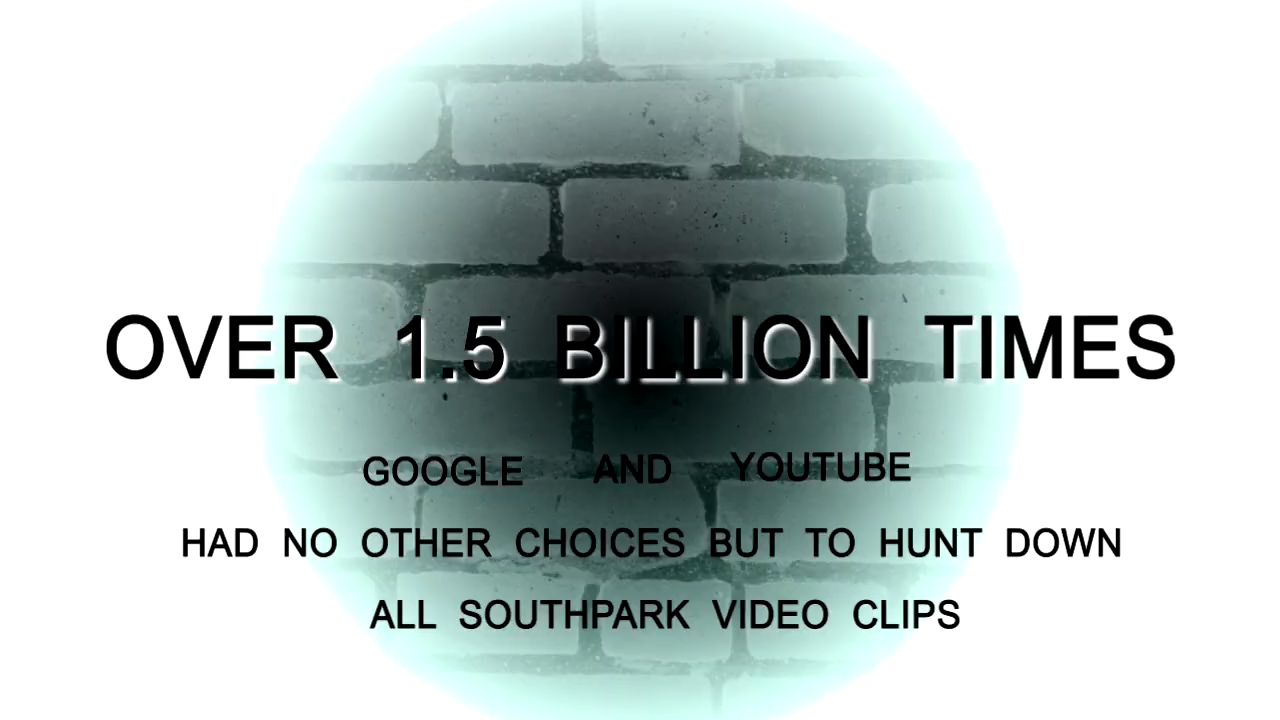 OVER 1.5 BILLION TIMES
GOOGLE AND YOUTUBE
HAD NO OTHER CHOICES BUT TO HUNT DOWN
ALL SOUTHPARK VIDEO CLIPS